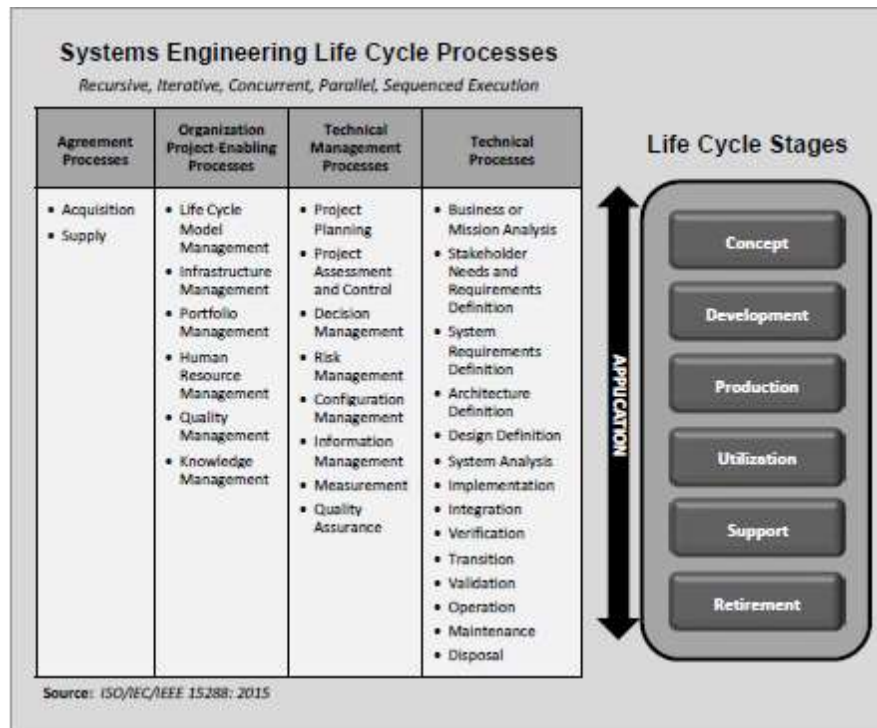 Systems Engineering Life Cycle Processes
Recursive, Iterative, Concurrent, Parallel, Sequenced Execution
Agreement
Processes
• Acquisition
• Supply
Organization
Project-Enabling
Processes
• Life Cycle
Model
Management
• Infrastructure
Management
• Portfolio
Management
• Human
Resource
Management
• Quality
Management
• Knowledge
Management
Technical
Management
Processes
• Project
Planning
• Project
Assessment
and Control
• Decision
Management
• Risk
Management
• Configuration
Management
• Information
Management
• Measurement
• Quality
Assurance
Technical
Processes
• Business or
Mission Analysis
• Stakeholder
Needs and
Requirements
Definition
• System
Requirements
Definition
• Architecture
Definition
• Design Definition
• System Analysis
• Implementation
• Integration
• Verification
• Transition
• Validation
• Operation
• Maintenance
• Disposal
APPLICATION
Life Cycle Stages
Concept
Development
Production
Utilization
Support
Retirement
Source: ISO/IEC/IEEE 15288: 2015